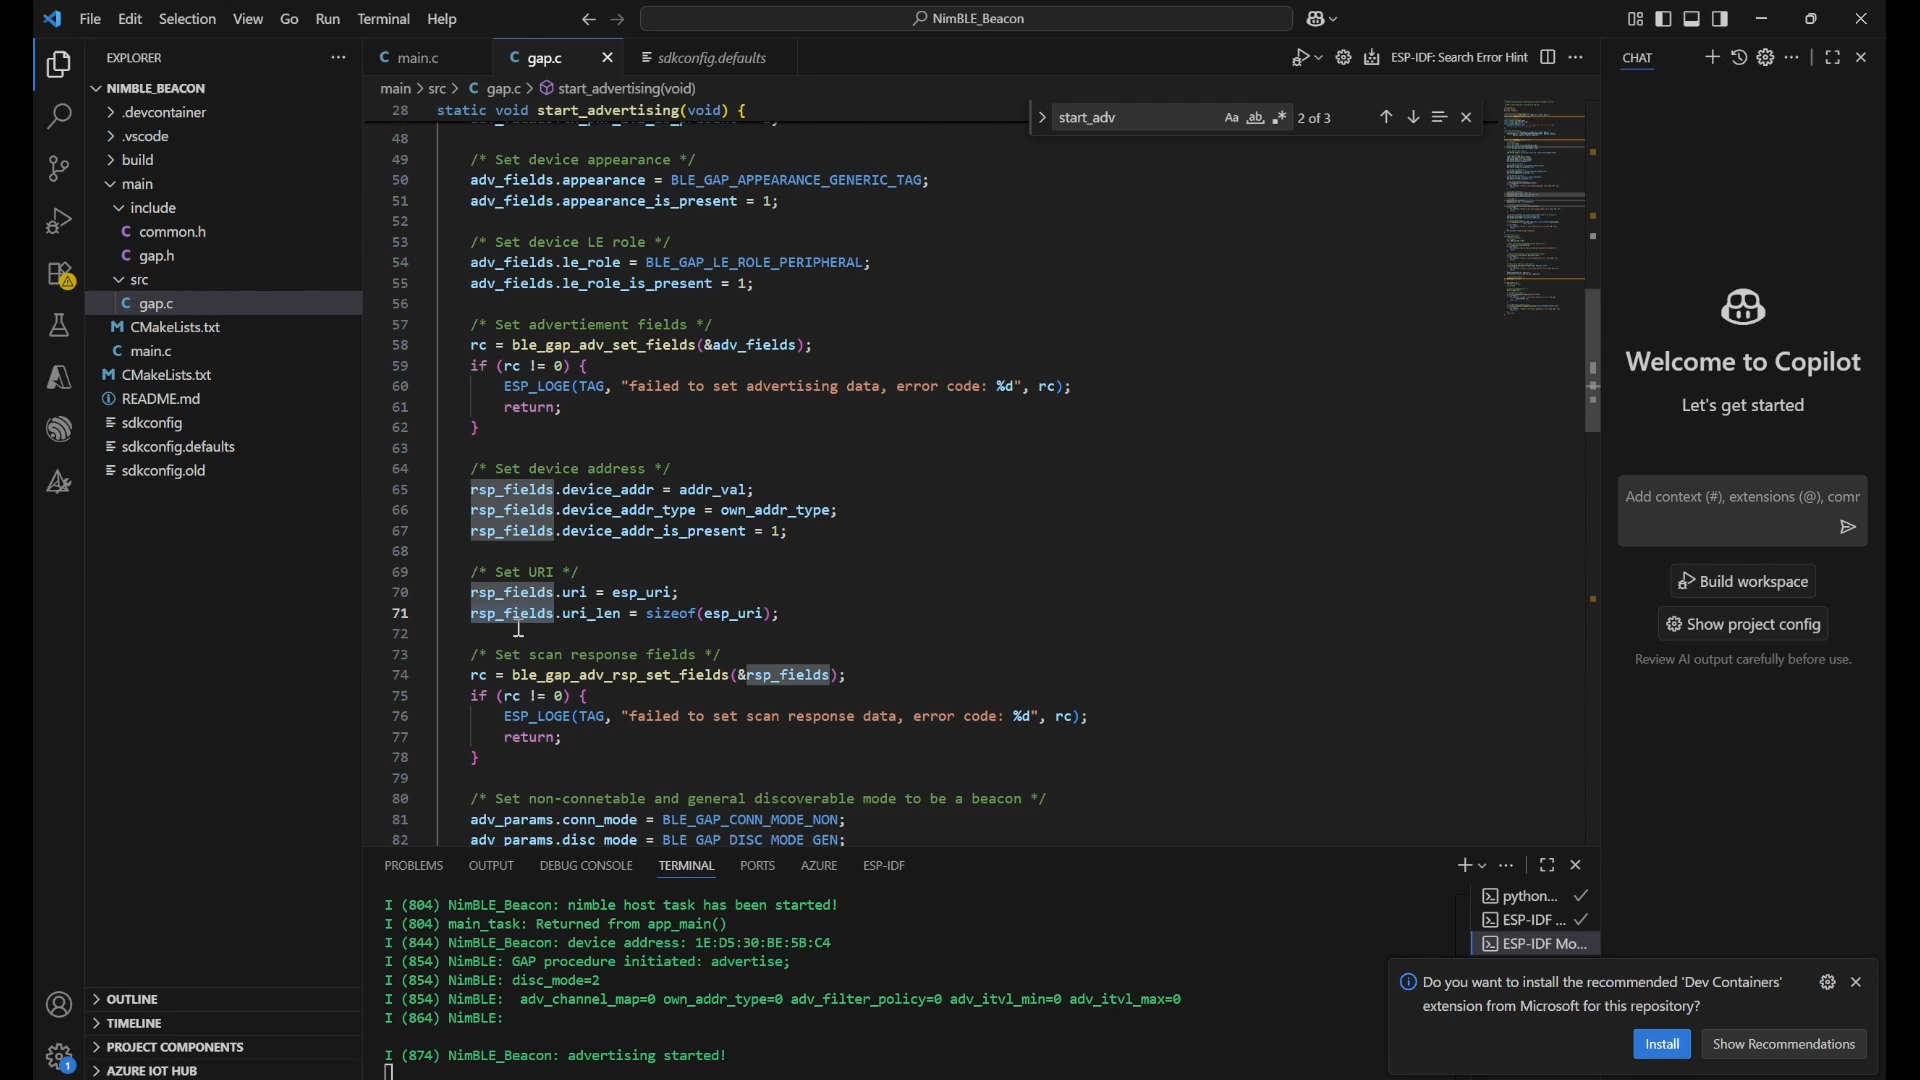 File Edit Selection View Go Run Terminal Help
NimBLE_Beacon
EXPLORER
NIMBLE_BEACON
.devcontainer
.vscode
build
main
include
C common.h
C gap.h
src
C gap.c
M CMakeLists.txt
C main.c
M CMakeLists.txt
README.md
sdkconfig
sdkconfig.defaults
sdkconfig.old
OUTLINE
TIMELINE
PROJECT COMPONENTS
AZURE IOT HUB
1
C main.c
C gap.c
sdkconfig.defaults
ESP-IDF: Search Error Hint
main > src > C gap.c > start_advertising(void)
start_adv
Aa ab 2 of 3
28 static void start_advertising(void) {
48
49 /* Set device appearance */
50 adv_fields.appearance = BLE_GAP_APPEARANCE_GENERIC_TAG;
51 adv_fields.appearance_is_present = 1;
52
53 /* Set device LE role */
54 adv_fields.le_role = BLE_GAP_LE_ROLE_PERIPHERAL;
55 adv_fields.le_role_is_present = 1;
56
57 /* Set advertiement fields */
58 rc = ble_gap_adv_set_fields(&adv_fields);
59 if (rc != 0) {
60 ESP_LOGE(TAG, "failed to set advertising data, error code: %d", rc);
61 return;
62 }
63
64 /* Set device address */
65 rsp_fields.device_addr = addr_val;
66 rsp_fields.device_addr_type = own_addr_type;
67 rsp_fields.device_addr_is_present = 1;
68
69 /* Set URI */
70 rsp_fields.uri = esp_uri;
71 rsp_fields.uri_len = sizeof(esp_uri);
72
73 /* Set scan response fields */
74 rc = ble_gap_adv_rsp_set_fields(&rsp_fields);
75 if (rc != 0) {
76 ESP_LOGE(TAG, "failed to set scan response data, error code: %d", rc);
77 return;
78 }
79
80 /* Set non-connetable and general discoverable mode to be a beacon */
81 adv_params.conn_mode = BLE_GAP_CONN_MODE_NON;
82 adv_params.disc_mode = BLE_GAP_DISC_MODE_GEN;
PROBLEMS OUTPUT DEBUG CONSOLE TERMINAL PORTS AZURE ESP-IDF
I (804) NimBLE_Beacon: nimble host task has been started!
I (804) main_task: Returned from app_main()
I (844) NimBLE_Beacon: device address: 1E:D5:30:BE:5B:C4
I (854) NimBLE: GAP procedure initiated: advertise;
I (854) NimBLE: disc_mode=2
I (854) NimBLE:  adv_channel_map=0 own_addr_type=0 adv_filter_policy=0 adv_itvl_min=0 adv_itvl_max=0
I (864) NimBLE:
I (874) NimBLE_Beacon: advertising started!
python...
ESP-IDF ...
ESP-IDF Mo...
CHAT
Welcome to Copilot
Let's get started
Add context (#), extensions (@), comr
Build workspace
Show project config
Review AI output carefully before use.
Do you want to install the recommended 'Dev Containers'
extension from Microsoft for this repository?
Install
Show Recommendations